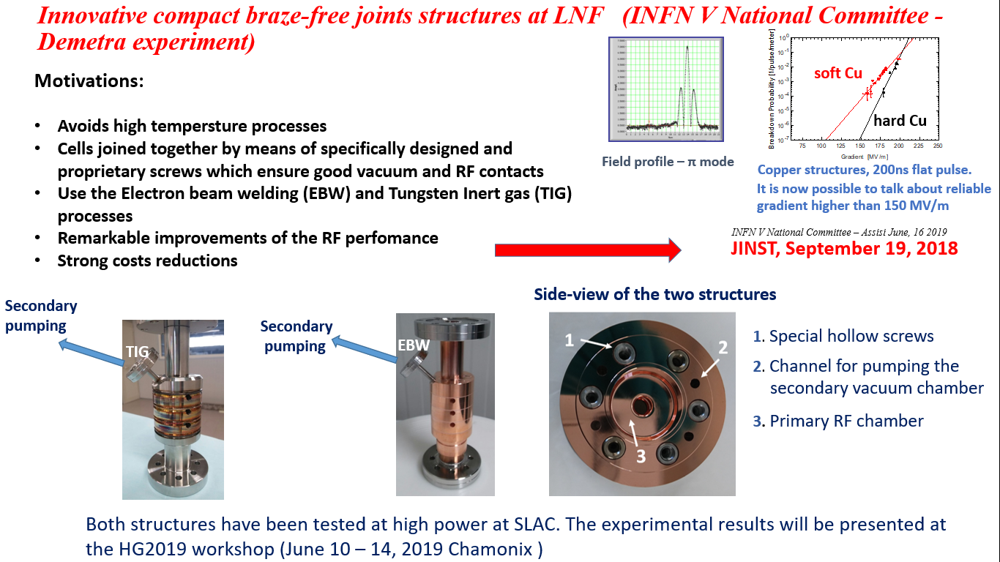 Innovative compact braze-free joints structures at LNF (INFN V National Committee -
Demetra experiment)
Motivations:
• Avoids high tempersture processes
• Cells joined together by means of specifically designed and
proprietary screws which ensure good vacuum and RF contacts
• Use the Electron beam welding (EBW) and Tungsten Inert gas (TIG)
processes
• Remarkable improvements of the RF perfomance
• Strong costs reductions
Field profile – π mode
Breakdown Probability [1/pulse/meter]
10^0
10^-1
10^-2
10^-3
10^-4
10^-5
10^-6
10^-7
soft Cu
hard Cu
75 100 125 150 175 200 225 250
Gradient [MV/m]
Copper structures, 200ns flat pulse.
It is now possible to talk about reliable
gradient higher than 150 MV/m
INFN V National Committee – Assisi June, 16 2019
JINST, September 19, 2018
Secondary
pumping
TIG
Secondary
pumping
EBW
Side-view of the two structures
1
2
3
1. Special hollow screws
2. Channel for pumping the
secondary vacuum chamber
3. Primary RF chamber
Both structures have been tested at high power at SLAC. The experimental results will be presented at
the HG2019 workshop (June 10 – 14, 2019 Chamonix )